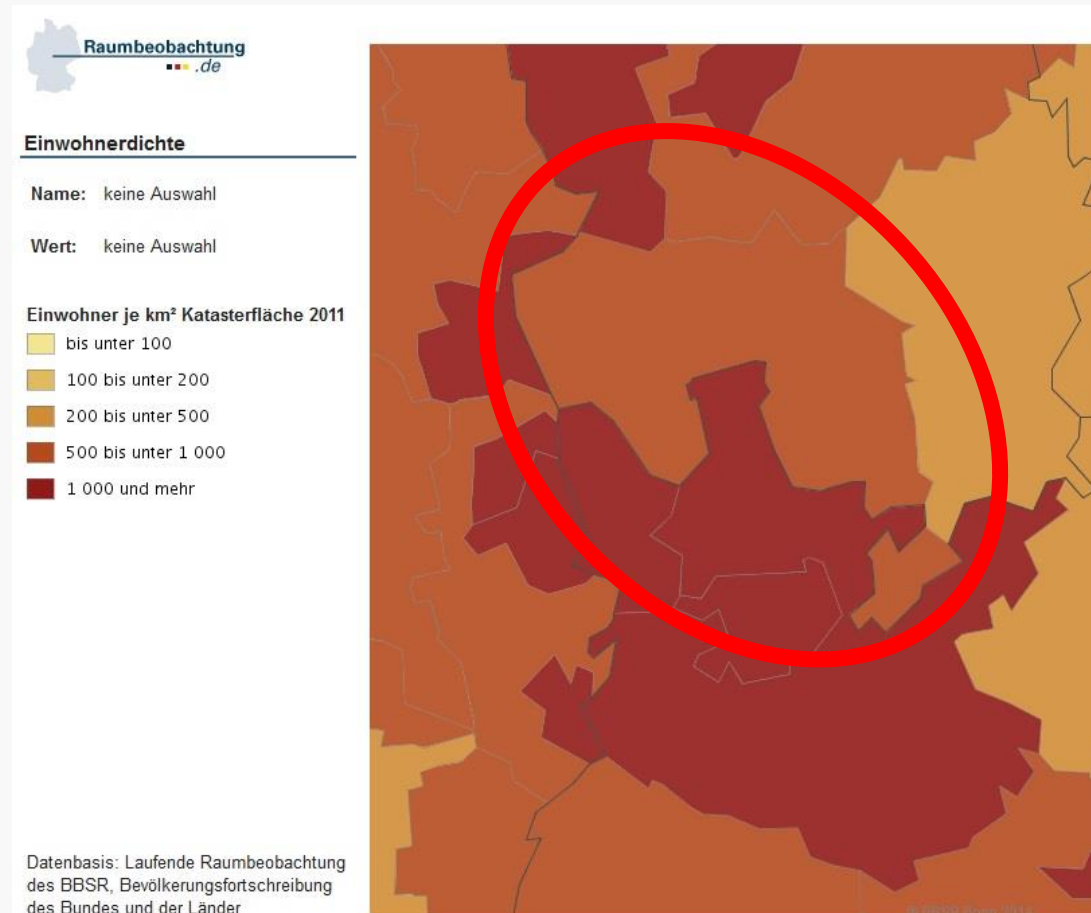 Raumbeobachtung
.de
Einwohnerdichte
Name: keine Auswahl
Wert: keine Auswahl
Einwohner je km² Katasterfläche 2011
bis unter 100
100 bis unter 200
200 bis unter 500
500 bis unter 1 000
1 000 und mehr
Datenbasis: Laufende Raumbeobachtung
des BBSR, Bevölkerungsfortschreibung
des Bundes und der Länder